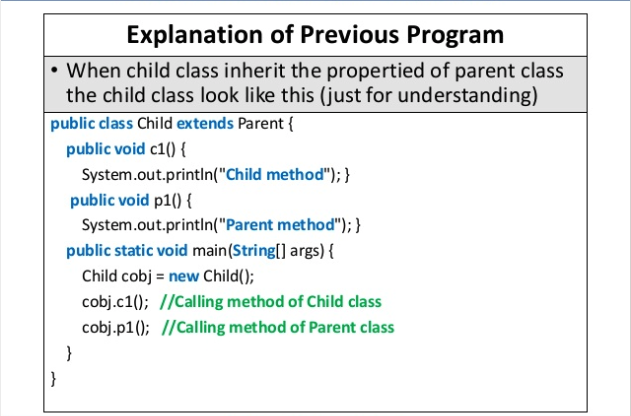 Explanation of Previous Program
• When child class inherit the propertied of parent class
the child class look like this (just for understanding)
public class Child extends Parent {
public void c1() {
System.out.println("Child method"); }
public void p1() {
System.out.println("Parent method"); }
public static void main(String[] args) {
Child cobj = new Child();
cobj.c1(); //Calling method of Child class
cobj.p1(); //Calling method of Parent class
}
}